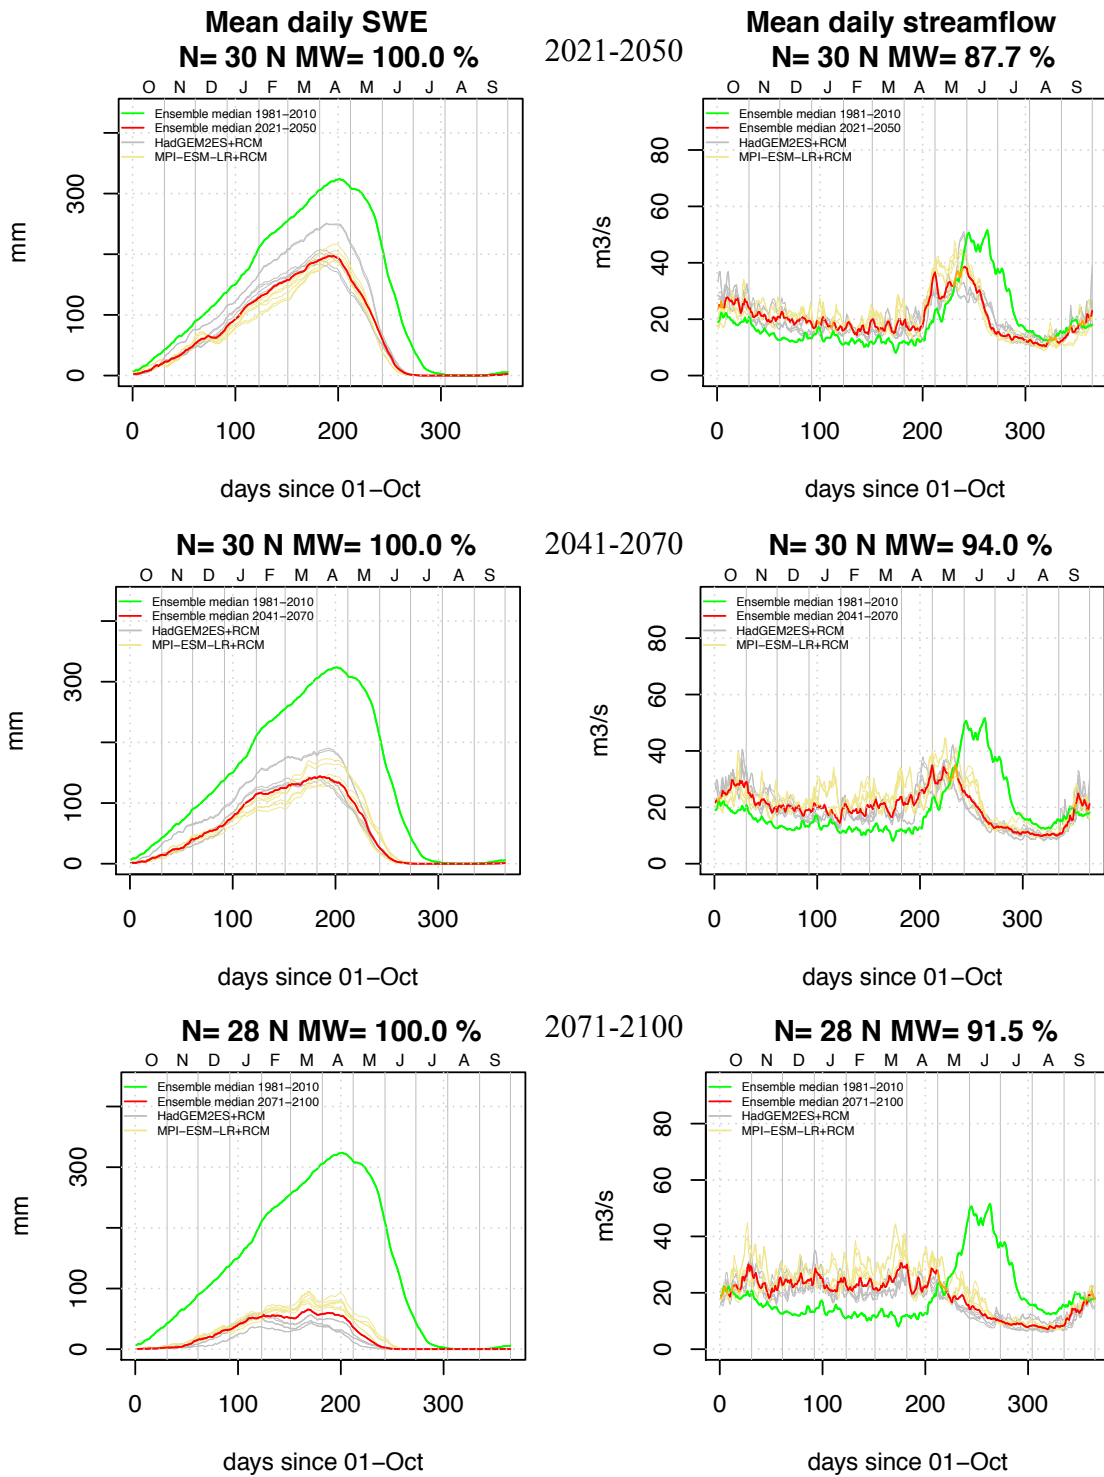 Mean daily SWE
N= 30 N MW= 100.0 %
2021-2050
Mean daily streamflow
N= 30 N MW= 87.7 %
O N D J F M A M J J A S
Ensemble median 1981−2010
Ensemble median 2021−2050
HadGEM2ES+RCM
MPI−ESM−LR+RCM
mm
0 100 300
0 100 200 300
days since 01−Oct
O N D J F M A M J J A S
Ensemble median 1981−2010
Ensemble median 2021−2050
HadGEM2ES+RCM
MPI−ESM−LR+RCM
m3/s
0 20 40 60 80
0 100 200 300
days since 01−Oct
N= 30 N MW= 100.0 %
2041-2070
N= 30 N MW= 94.0 %
O N D J F M A M J J A S
Ensemble median 1981−2010
Ensemble median 2041−2070
HadGEM2ES+RCM
MPI−ESM−LR+RCM
mm
0 100 300
0 100 200 300
days since 01−Oct
O N D J F M A M J J A S
Ensemble median 1981−2010
Ensemble median 2041−2070
HadGEM2ES+RCM
MPI−ESM−LR+RCM
m3/s
0 20 40 60 80
0 100 200 300
days since 01−Oct
N= 28 N MW= 100.0 %
2071-2100
N= 28 N MW= 91.5 %
O N D J F M A M J J A S
Ensemble median 1981−2010
Ensemble median 2071−2100
HadGEM2ES+RCM
MPI−ESM−LR+RCM
mm
0 100 300
0 100 200 300
days since 01−Oct
O N D J F M A M J J A S
Ensemble median 1981−2010
Ensemble median 2071−2100
HadGEM2ES+RCM
MPI−ESM−LR+RCM
m3/s
0 20 40 60 80
0 100 200 300
days since 01−Oct